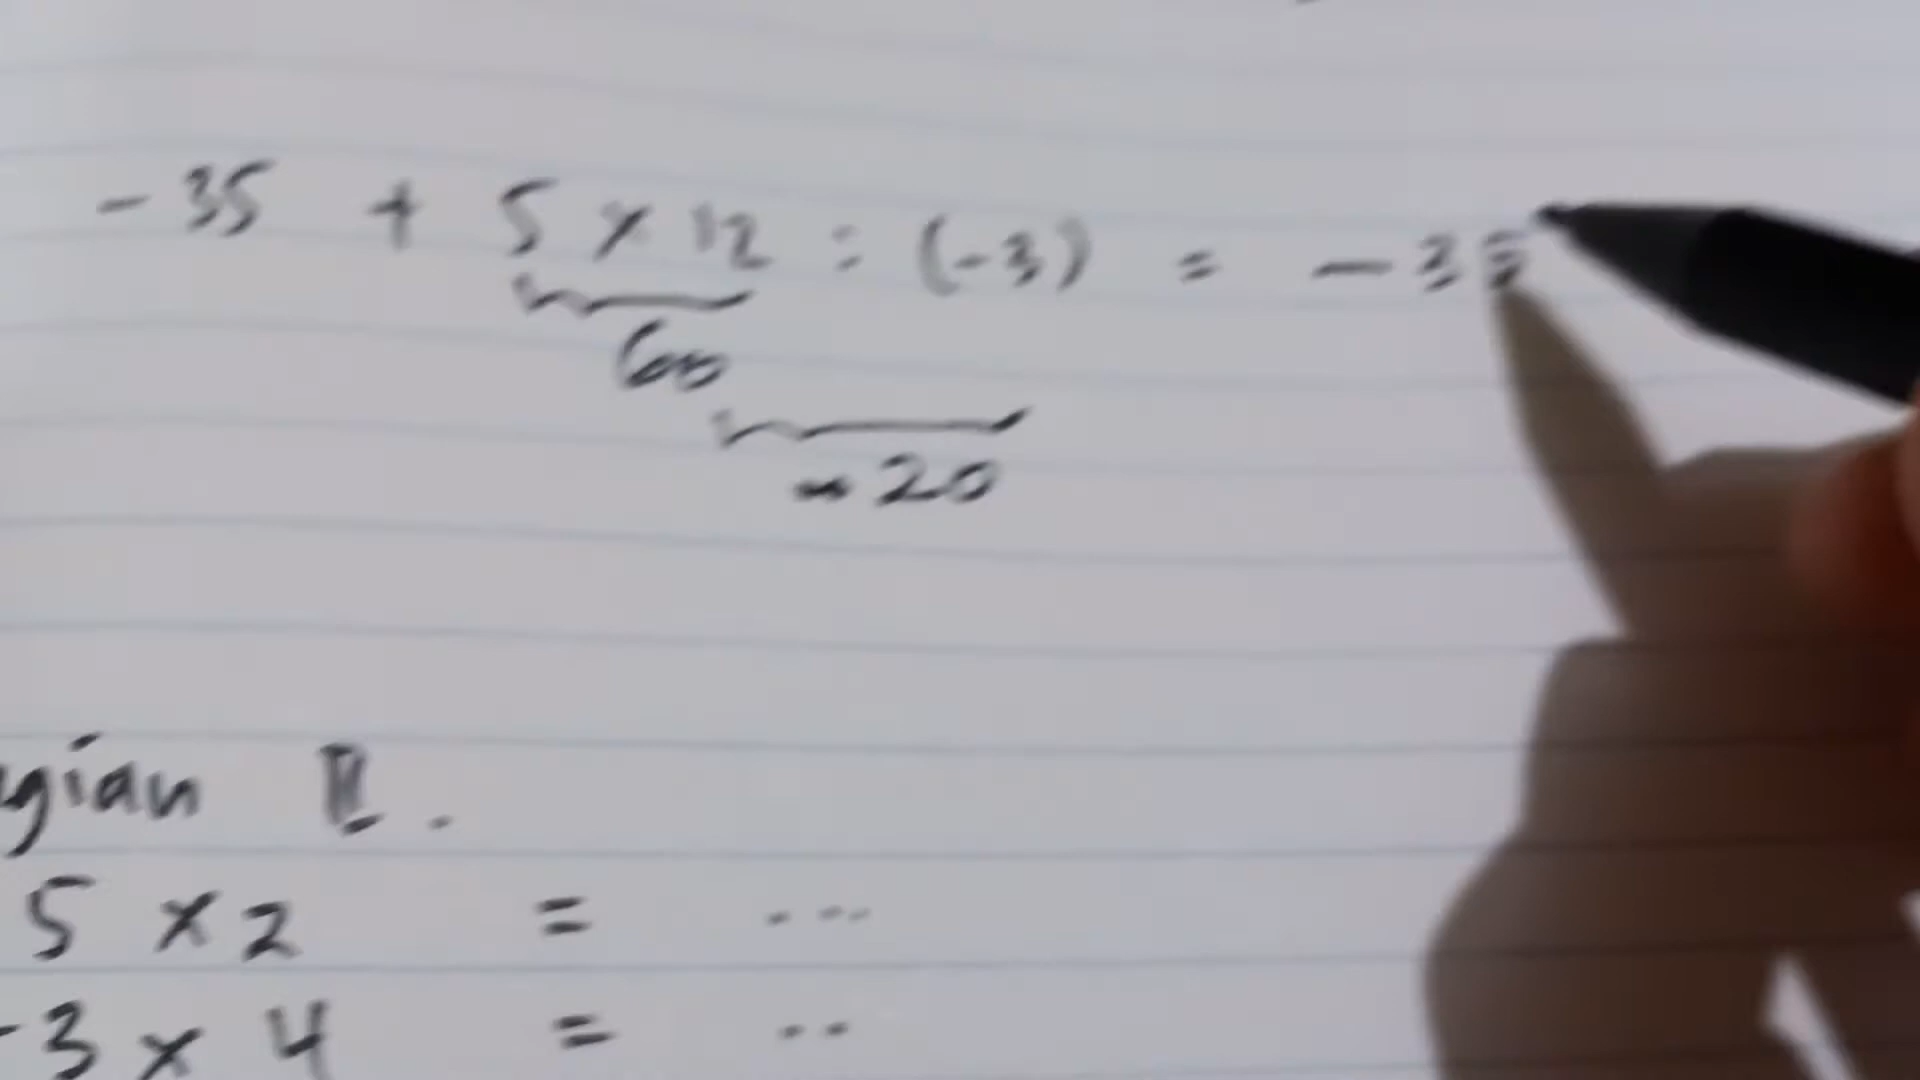 -35 + 5 x 12 : (-3) = -35
60
-20
gian II.
5 x 2 = ...
-3 x 4 = ..